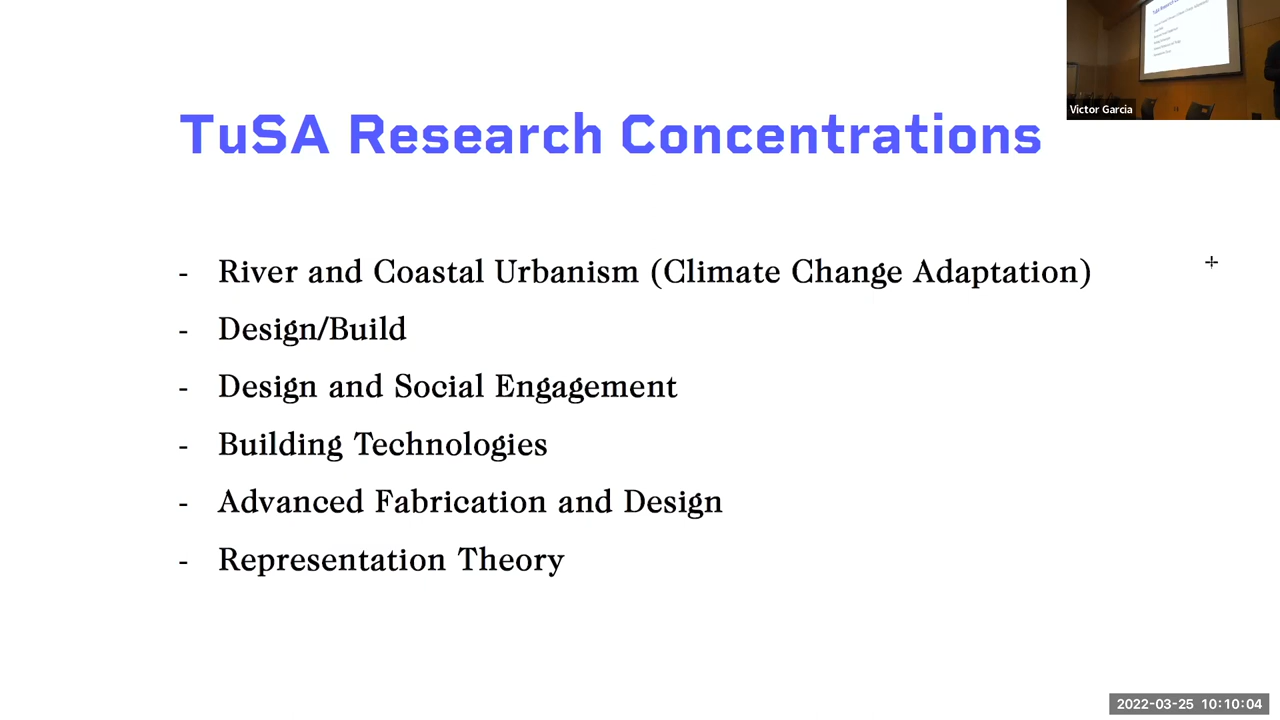 TuSA Research Concentrations
Victor Garcia
- River and Coastal Urbanism (Climate Change Adaptation)
- Design/Build
- Design and Social Engagement
- Building Technologies
- Advanced Fabrication and Design
- Representation Theory
2022-03-25 10:10:04